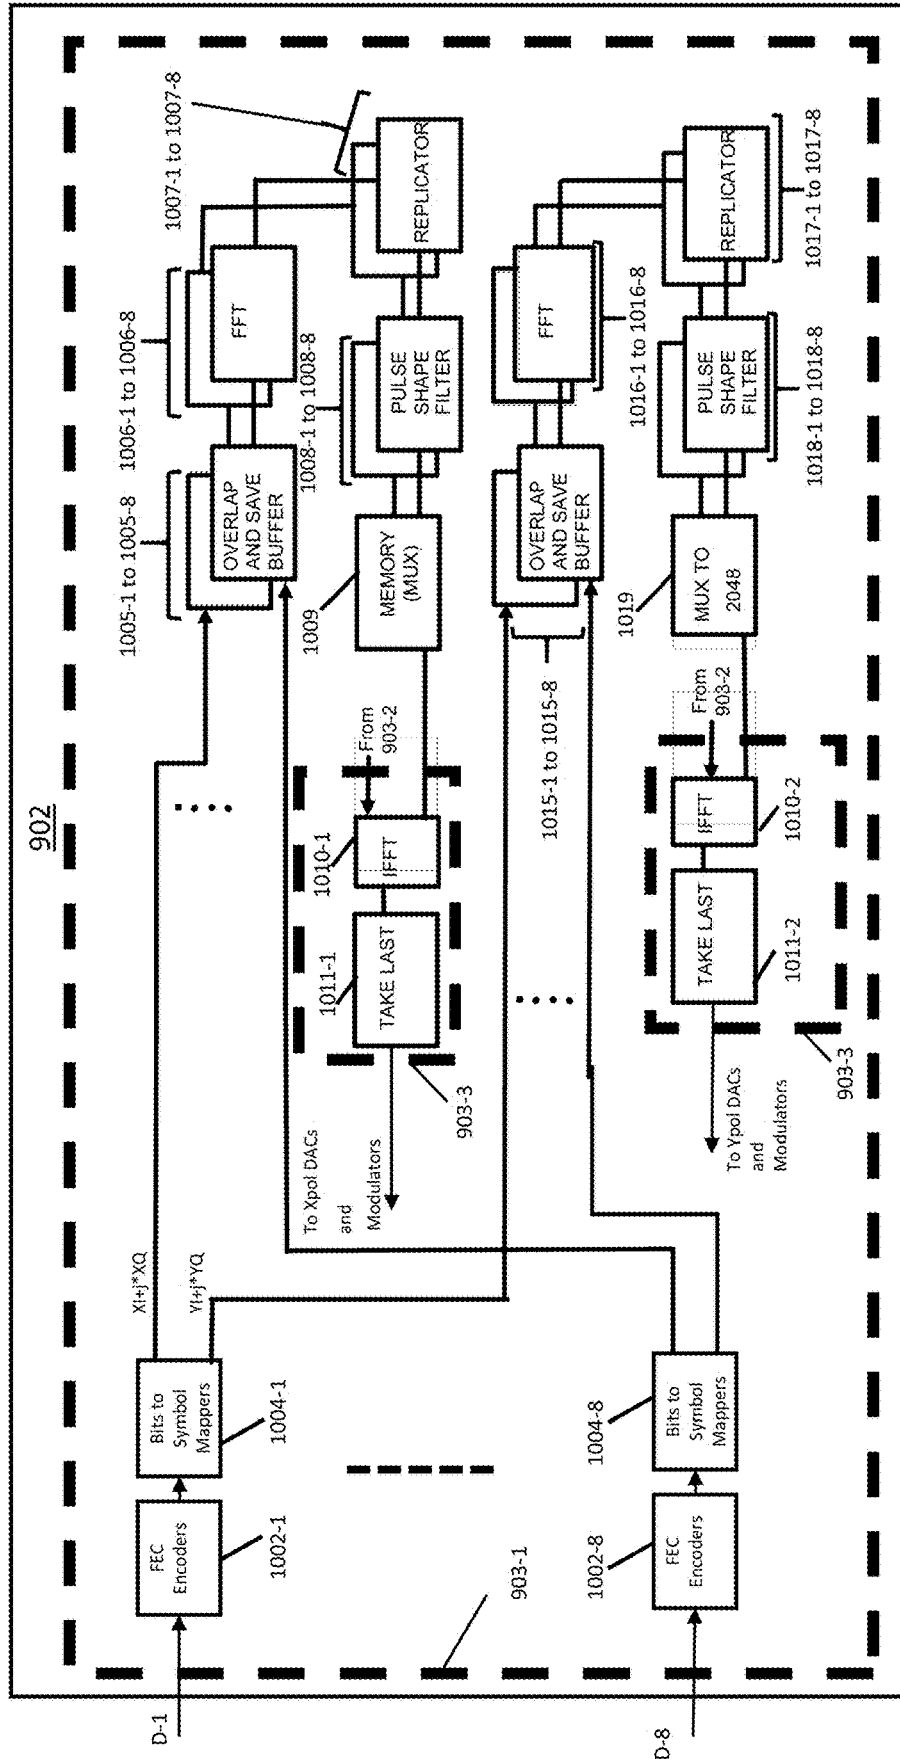 902
D-1
FEC
Encoders
1002-1
Bits to
Symbol
Mappers
1004-1
XI+j*XQ
YI+j*YQ
1005-1 to 1005-8
OVERLAP
AND SAVE
BUFFER
1006-1 to 1006-8
FFT
1007-1 to 1007-8
REPLICATOR
1008-1 to 1008-8
PULSE
SHAPE
FILTER
1009
MEMORY
(MUX)
From
903-2
1010-1
IFFT
1011-1
TAKE LAST
903-3
To Xpol DACs
and
Modulators
1015-1 to 1015-8
OVERLAP
AND SAVE
BUFFER
FFT
1016-1 to 1016-8
REPLICATOR
1017-1 to 1017-8
PULSE
SHAPE
FILTER
1018-1 to 1018-8
1019
MUX TO
2048
From
903-2
IFFT
1010-2
TAKE LAST
1011-2
903-3
To Ypol DACs
and
Modulators
903-1
D-8
1002-8
FEC
Encoders
1004-8
Bits to
Symbol
Mappers